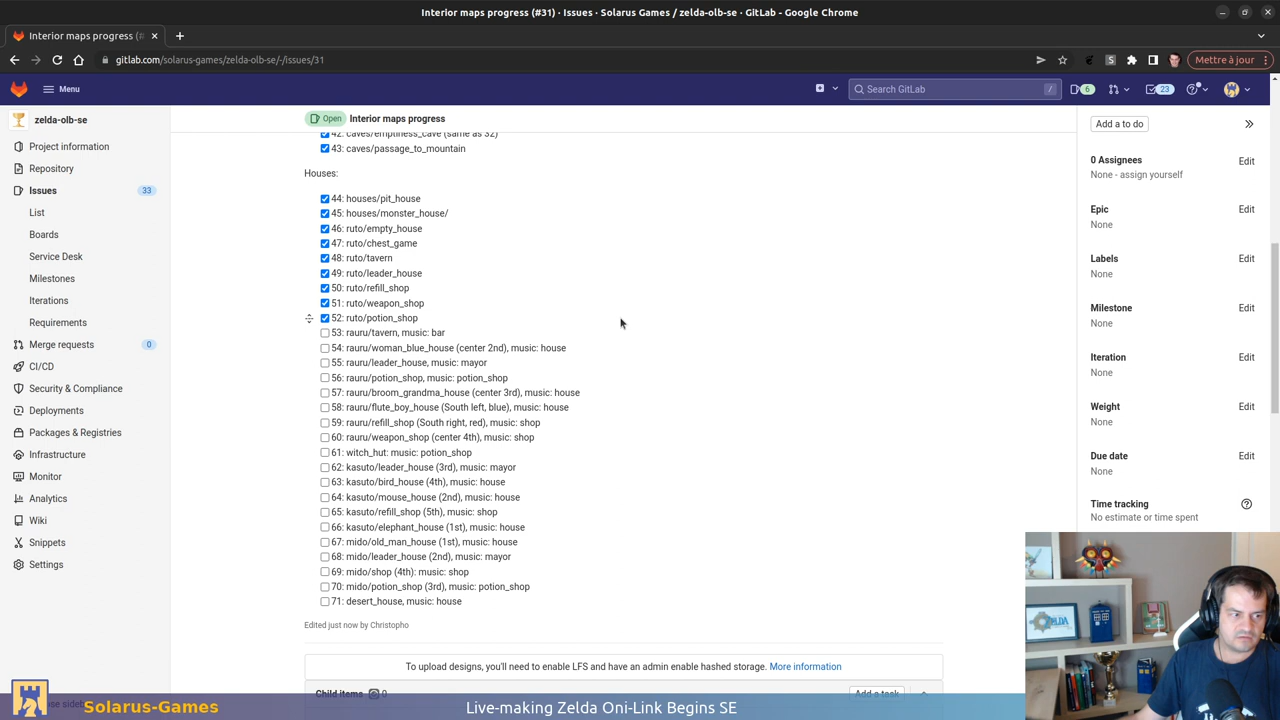 Interior maps progress (#31) · Issues · Solarus Games / zelda-olb-se · GitLab - Google Chrome
Interior maps progress (#
gitlab.com/solarus-games/zelda-olb-se/-/issues/31
Mettre à jour
Menu
Search GitLab
/
6
23
zelda-olb-se
Project information
Repository
Issues
33
List
Boards
Service Desk
Milestones
Iterations
Requirements
Merge requests
0
CI/CD
Security & Compliance
Deployments
Packages & Registries
Infrastructure
Monitor
Analytics
Wiki
Snippets
Settings
Open
Interior maps progress
42: caves/emptiness_cave (same as 32)
43: caves/passage_to_mountain
Houses:
44: houses/pit_house
45: houses/monster_house/
46: ruto/empty_house
47: ruto/chest_game
48: ruto/tavern
49: ruto/leader_house
50: ruto/refill_shop
51: ruto/weapon_shop
52: ruto/potion_shop
53: rauru/tavern, music: bar
54: rauru/woman_blue_house (center 2nd), music: house
55: rauru/leader_house, music: mayor
56: rauru/potion_shop, music: potion_shop
57: rauru/broom_grandma_house (center 3rd), music: house
58: rauru/flute_boy_house (South left, blue), music: house
59: rauru/refill_shop (South right, red), music: shop
60: rauru/weapon_shop (center 4th), music: shop
61: witch_hut: music: potion_shop
62: kasuto/leader_house (3rd), music: mayor
63: kasuto/bird_house (4th), music: house
64: kasuto/mouse_house (2nd), music: house
65: kasuto/refill_shop (5th), music: shop
66: kasuto/elephant_house (1st), music: house
67: mido/old_man_house (1st), music: house
68: mido/leader_house (2nd), music: mayor
69: mido/shop (4th): music: shop
70: mido/potion_shop (3rd), music: potion_shop
71: desert_house, music: house
Edited just now by Christopho
To upload designs, you'll need to enable LFS and have an admin enable hashed storage. More information
Child items
0
Add a task
Add a to do
0 Assignees
Edit
None - assign yourself
Epic
Edit
None
Labels
Edit
None
Milestone
Edit
None
Iteration
Edit
None
Weight
Edit
None
Due date
Edit
None
Time tracking
No estimate or time spent
Solarus-Games
Live-making Zelda Oni-Link Begins SE